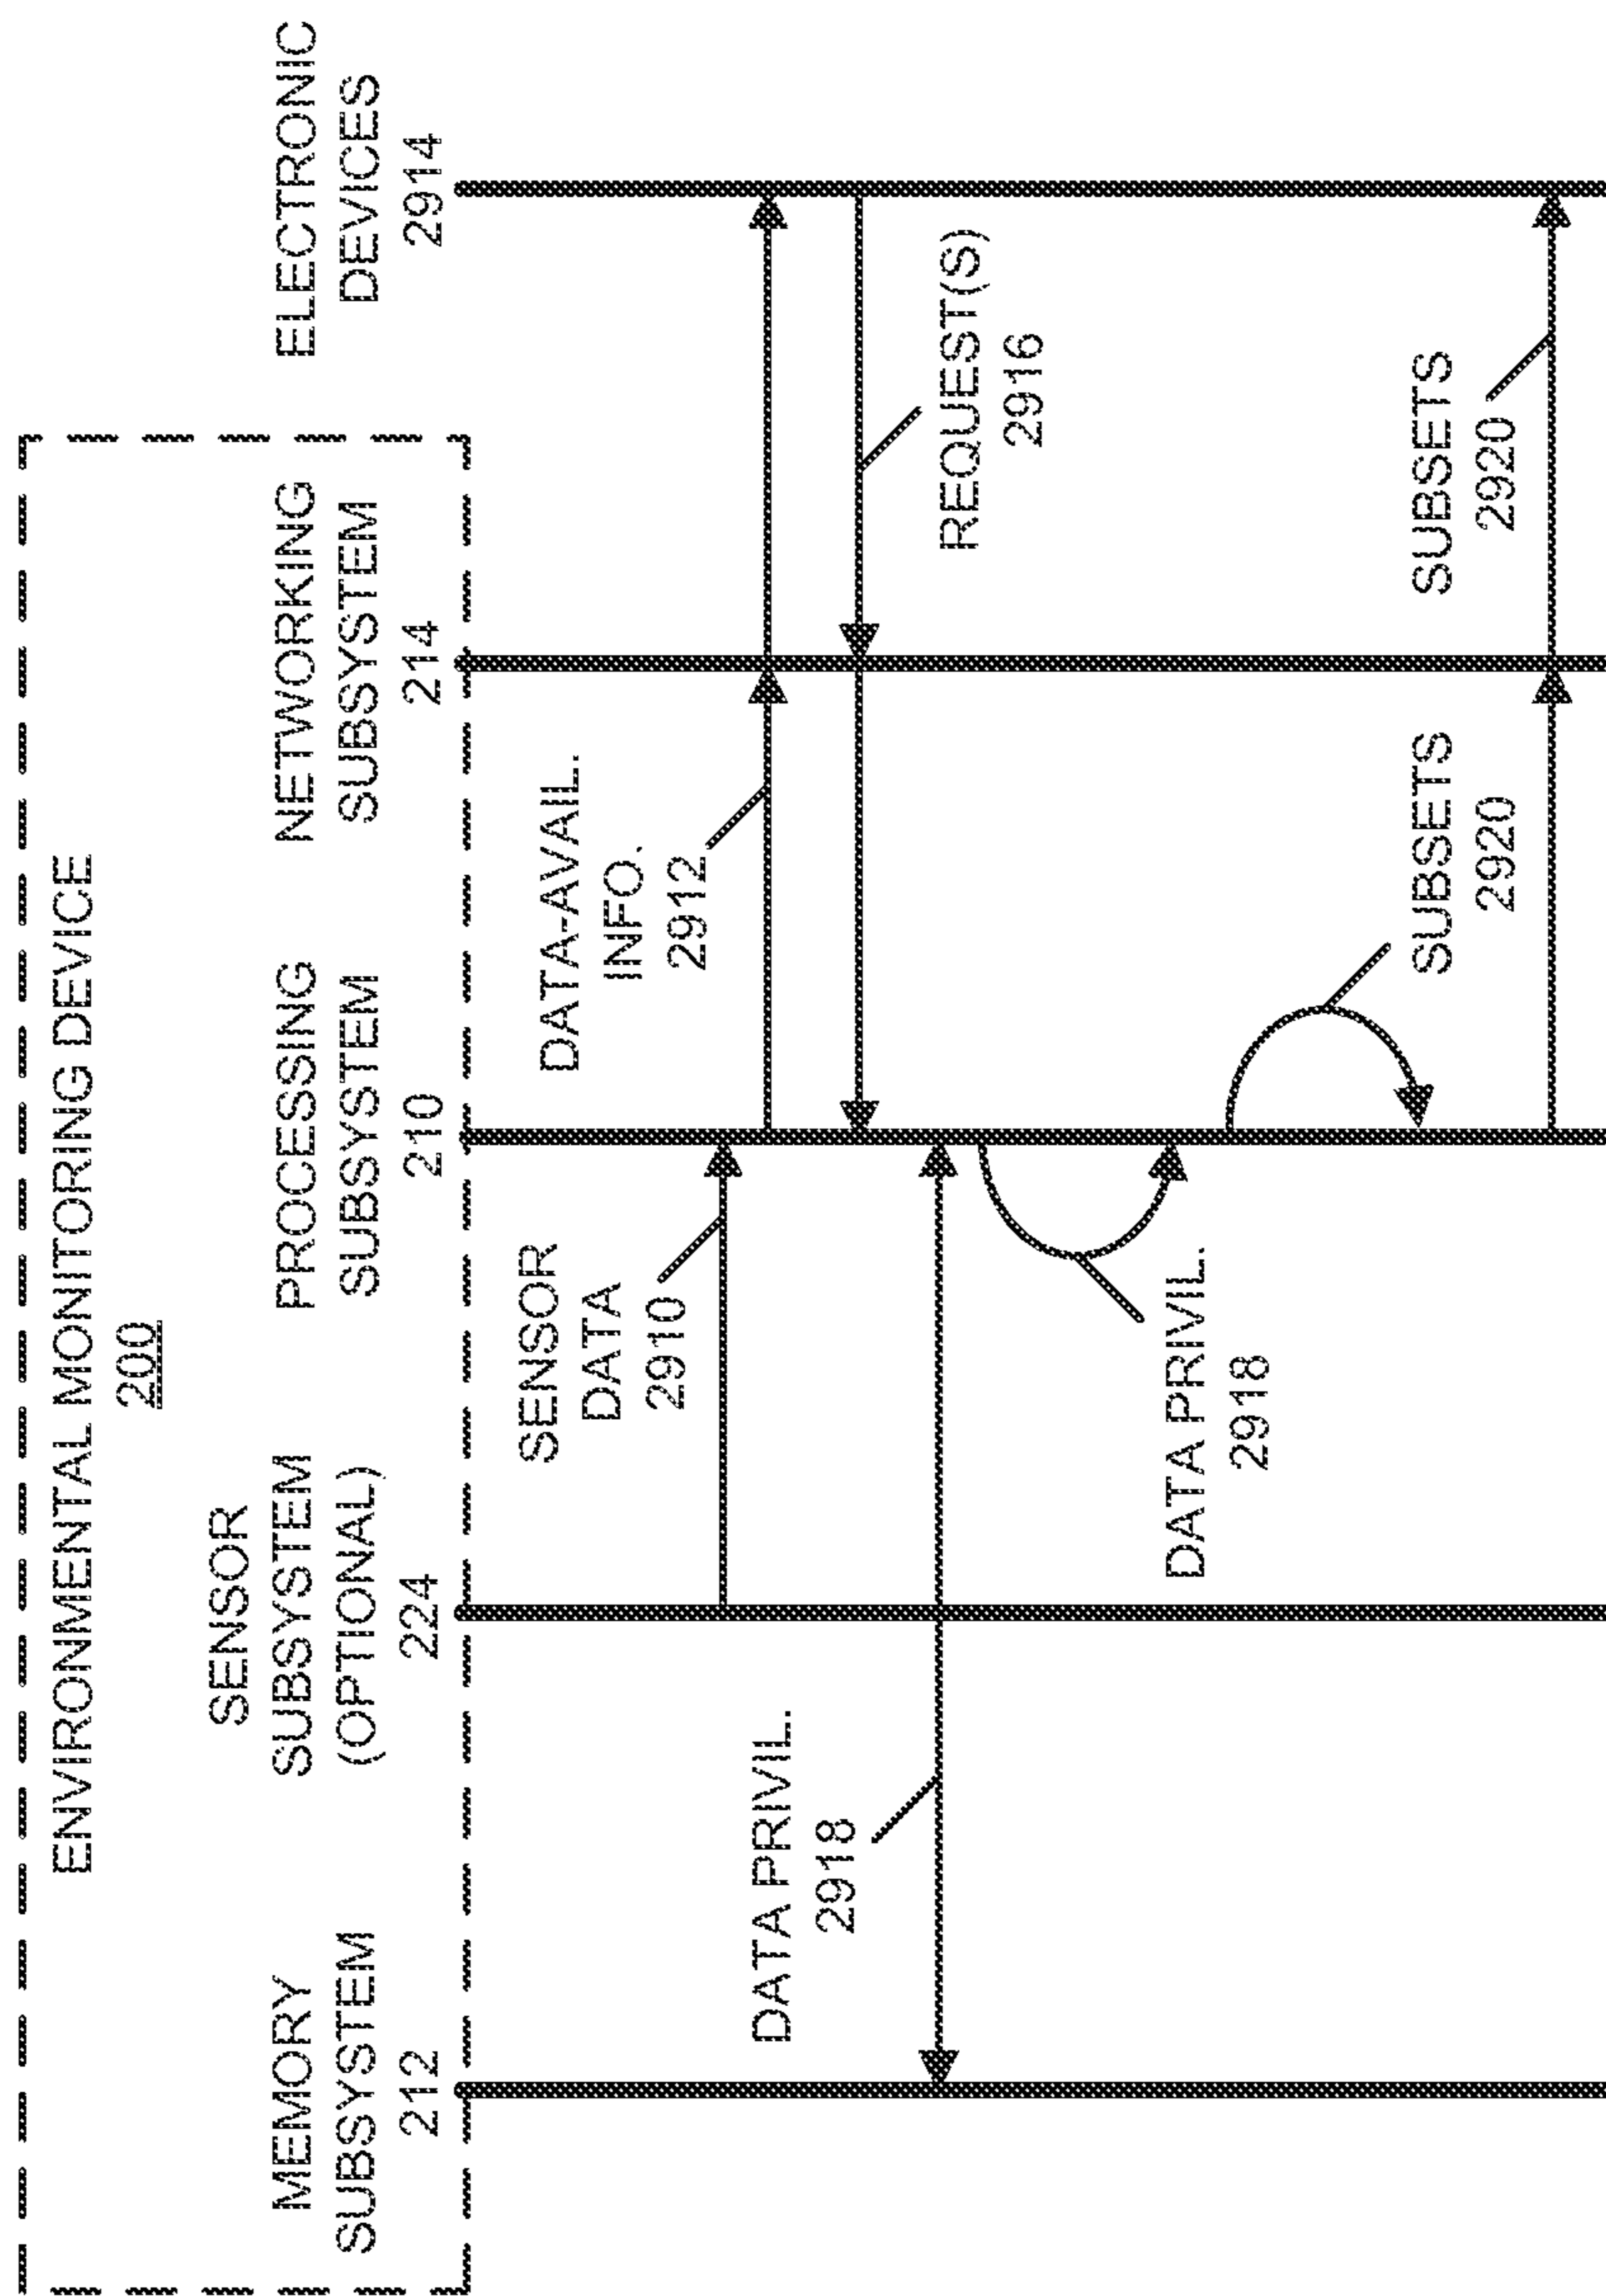 ENVIRONMENTAL MONITORING DEVICE
200
MEMORY
SUBSYSTEM
212
SENSOR
SUBSYSTEM
(OPTIONAL)
224
PROCESSING
SUBSYSTEM
210
NETWORKING
SUBSYSTEM
214
ELECTRONIC
DEVICES
2914
SENSOR
DATA
2910
DATA-AVAIL.
INFO.
2912
REQUEST(S)
2916
DATA PRIVIL.
2918
DATA PRIVIL.
2918
SUBSETS
2920
SUBSETS
2920